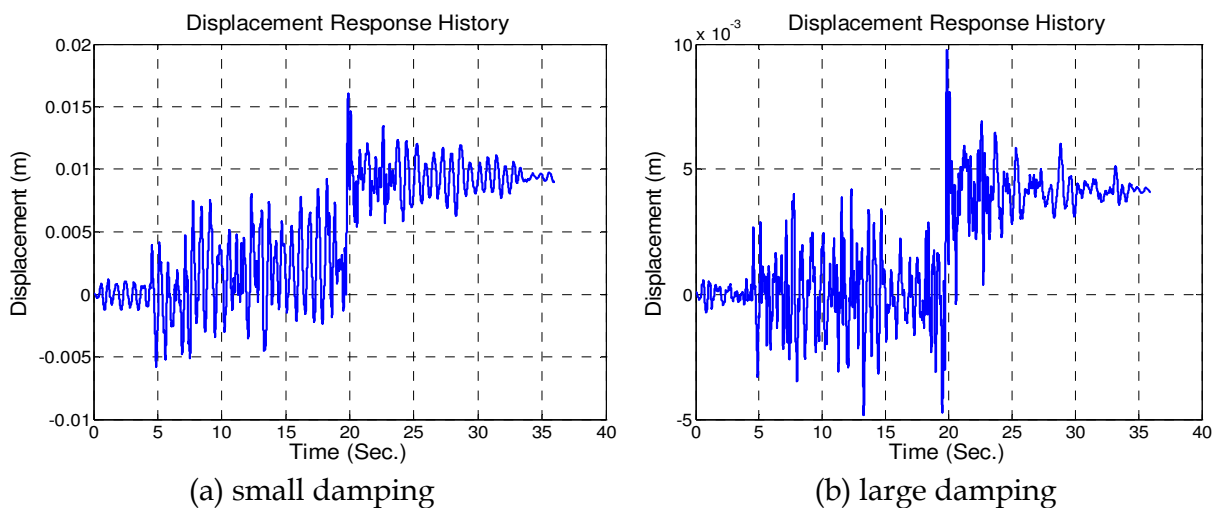 Displacement Response History
0.02
0.015
0.01
0.005
0
-0.005
-0.01
Displacement (m)
0 5 10 15 20 25 30 35 40
Time (Sec.)
(a) small damping
Displacement Response History
10 x 10⁻³
5
0
-5
Displacement (m)
0 5 10 15 20 25 30 35 40
Time (Sec.)
(b) large damping